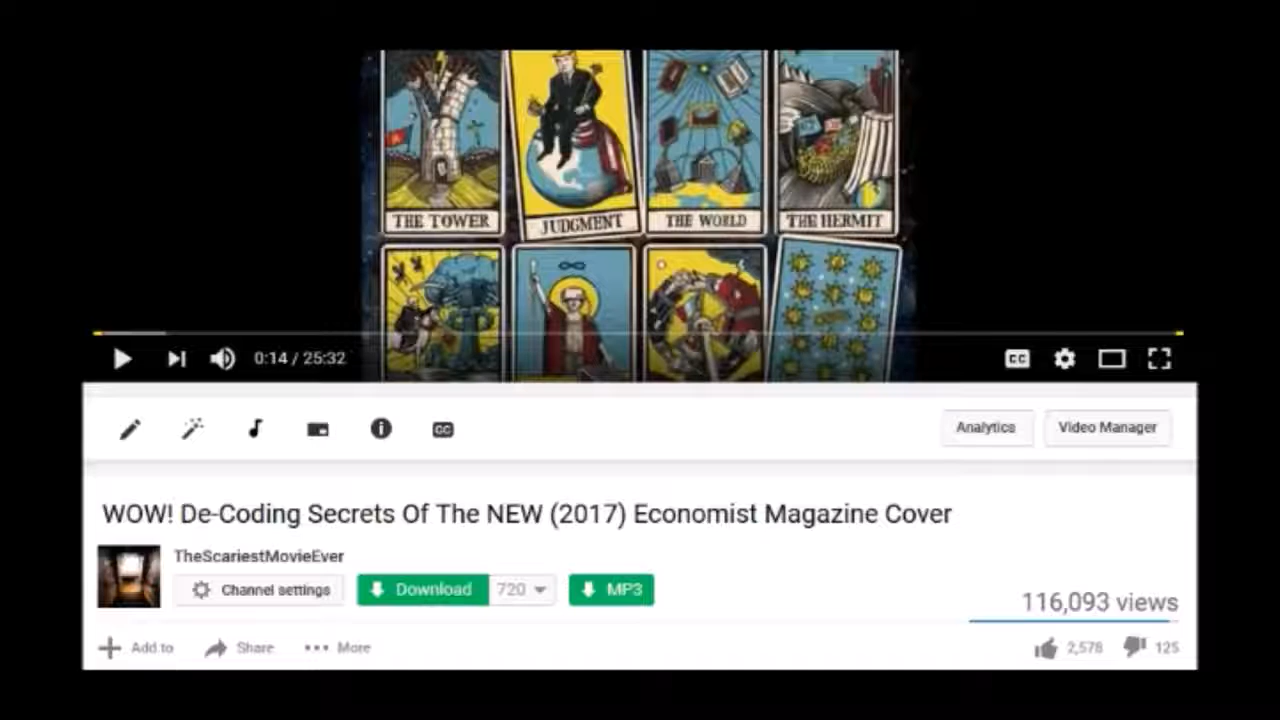 THE TOWER
JUDGMENT
THE WORLD
THE HERMIT
0:14 / 25:32
CC
CC
Analytics
Video Manager
WOW! De-Coding Secrets Of The NEW (2017) Economist Magazine Cover
TheScariestMovieEver
Channel settings
Download
720
MP3
116,093 views
Add to
Share
More
2,578
125